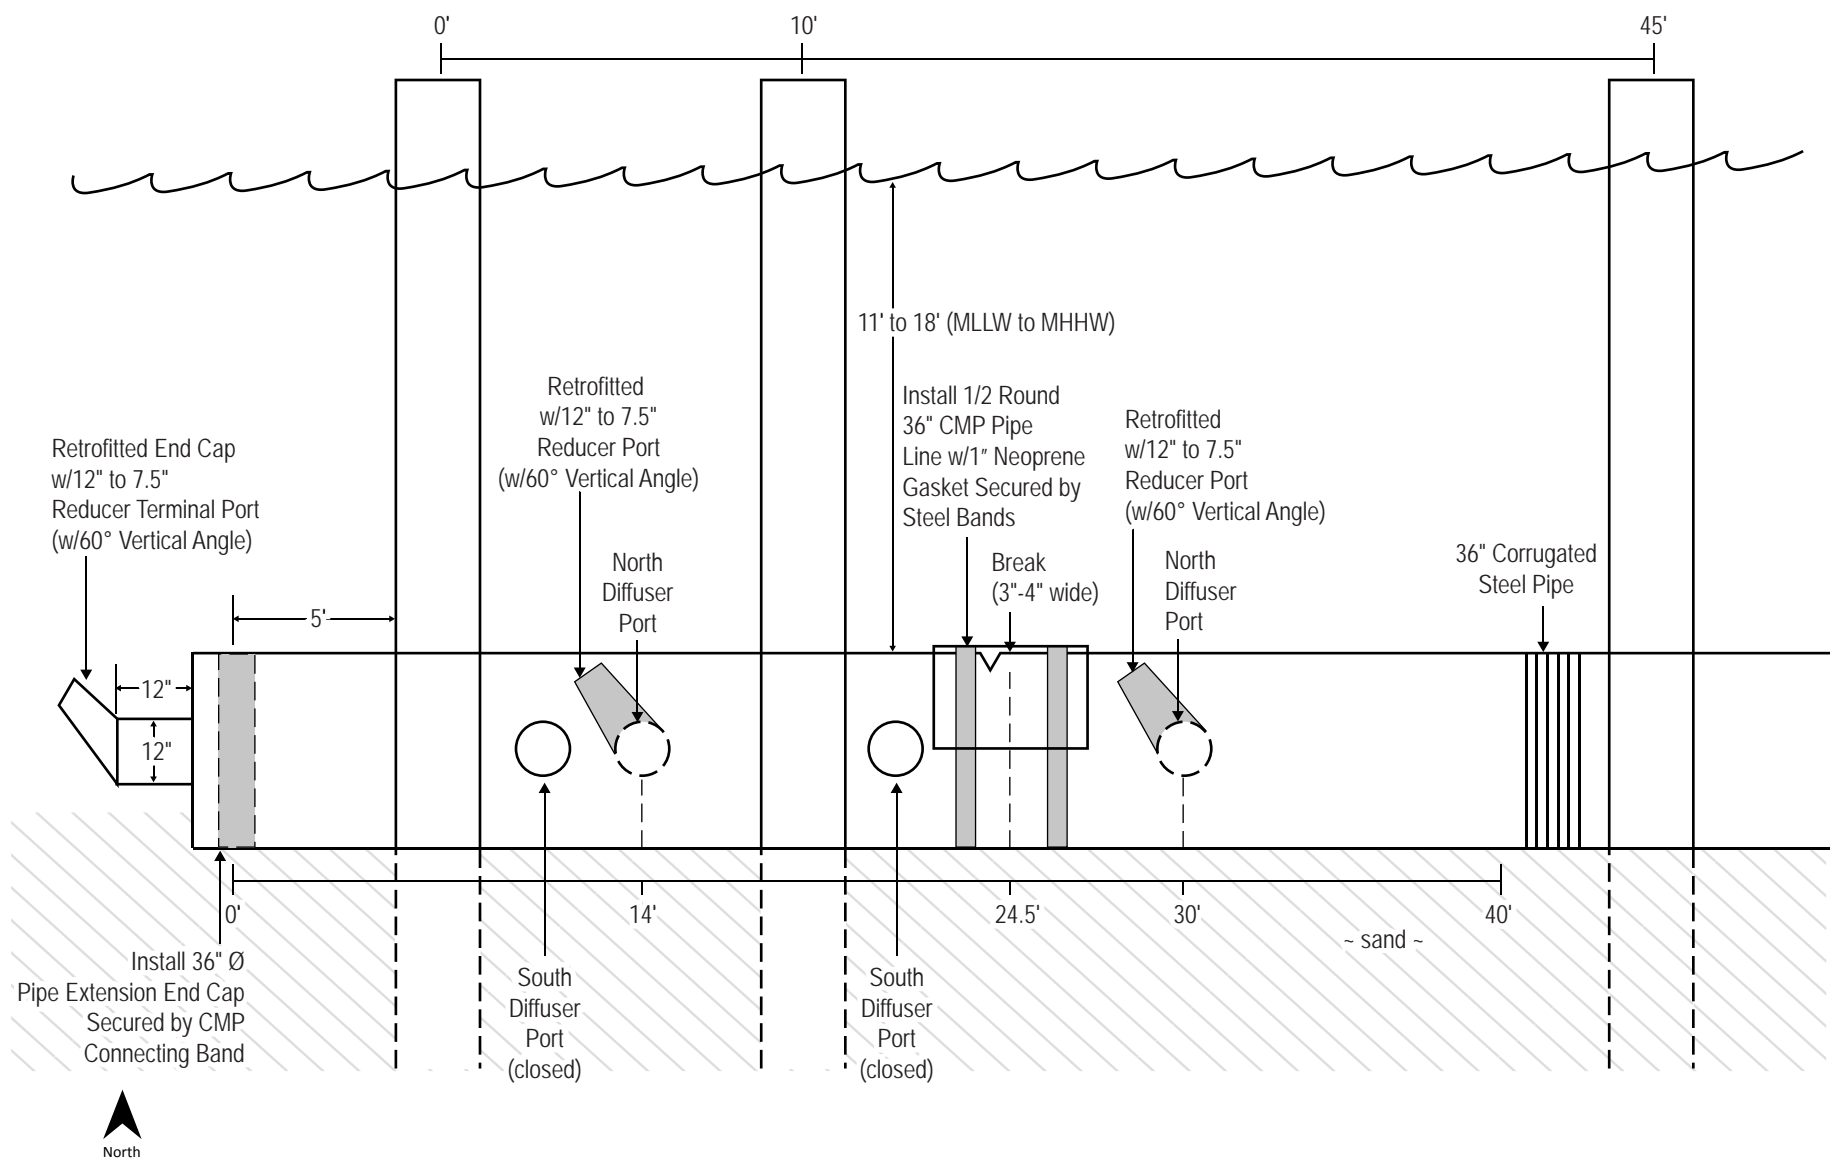 0'
10'
45'
11' to 18' (MLLW to MHHW)
Retrofitted
w/12" to 7.5"
Reducer Port
(w/60° Vertical Angle)
Install 1/2 Round
36" CMP Pipe
Line w/1″ Neoprene
Gasket Secured by
Steel Bands
Retrofitted
w/12" to 7.5"
Reducer Port
(w/60° Vertical Angle)
Retrofitted End Cap
w/12" to 7.5"
Reducer Terminal Port
(w/60° Vertical Angle)
North
Diffuser
Port
Break
(3"-4" wide)
North
Diffuser
Port
36" Corrugated
Steel Pipe
5'
12"
12"
0'
14'
24.5'
30'
40'
~ sand ~
Install 36" Ø
Pipe Extension End Cap
Secured by CMP
Connecting Band
South
Diffuser
Port
(closed)
South
Diffuser
Port
(closed)
North